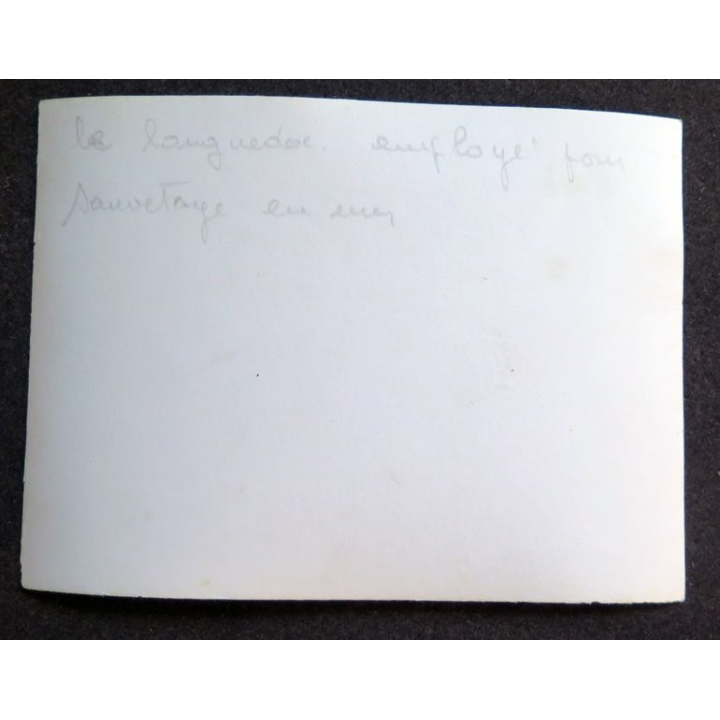 le languedoc. employé pour
sauvetage en mer